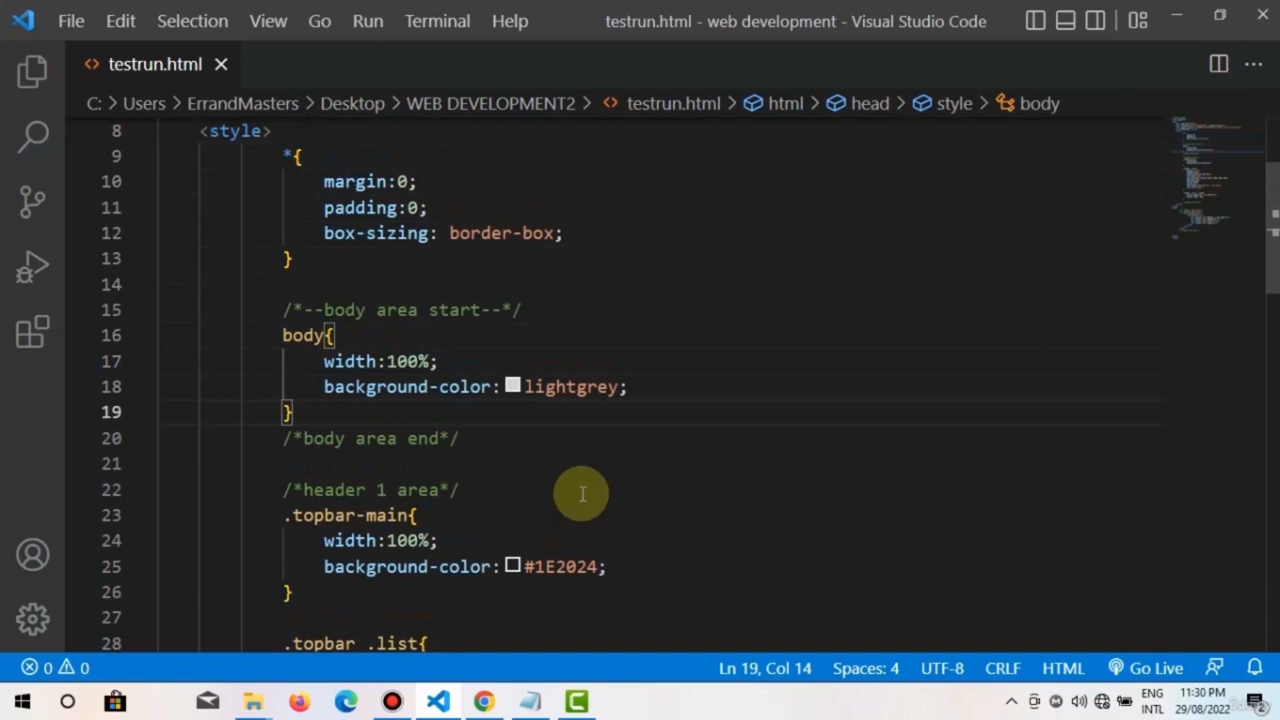 File Edit Selection View Go Run Terminal Help testrun.html - web development - Visual Studio Code
testrun.html
C: > Users > ErrandMasters > Desktop > WEB DEVELOPMENT2 > testrun.html > html > head > style > body
8 <style>
9 *{
10 margin:0;
11 padding:0;
12 box-sizing: border-box;
13 }
14
15 /*--body area start--*/
16 body{
17 width:100%;
18 background-color: lightgrey;
19 }
20 /*body area end*/
21
22 /*header 1 area*/
23 .topbar-main{
24 width:100%;
25 background-color: #1E2024;
26 }
27
28 .topbar .list{
0 0 Ln 19, Col 14 Spaces: 4 UTF-8 CRLF HTML Go Live
ENG 11:30 PM
INTL 29/08/2022